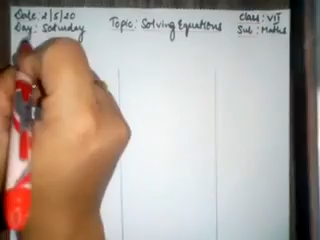 Date: 2/5/20
Day: Saturday
Topic: Solving Equations
Class: VII
Sub: Maths